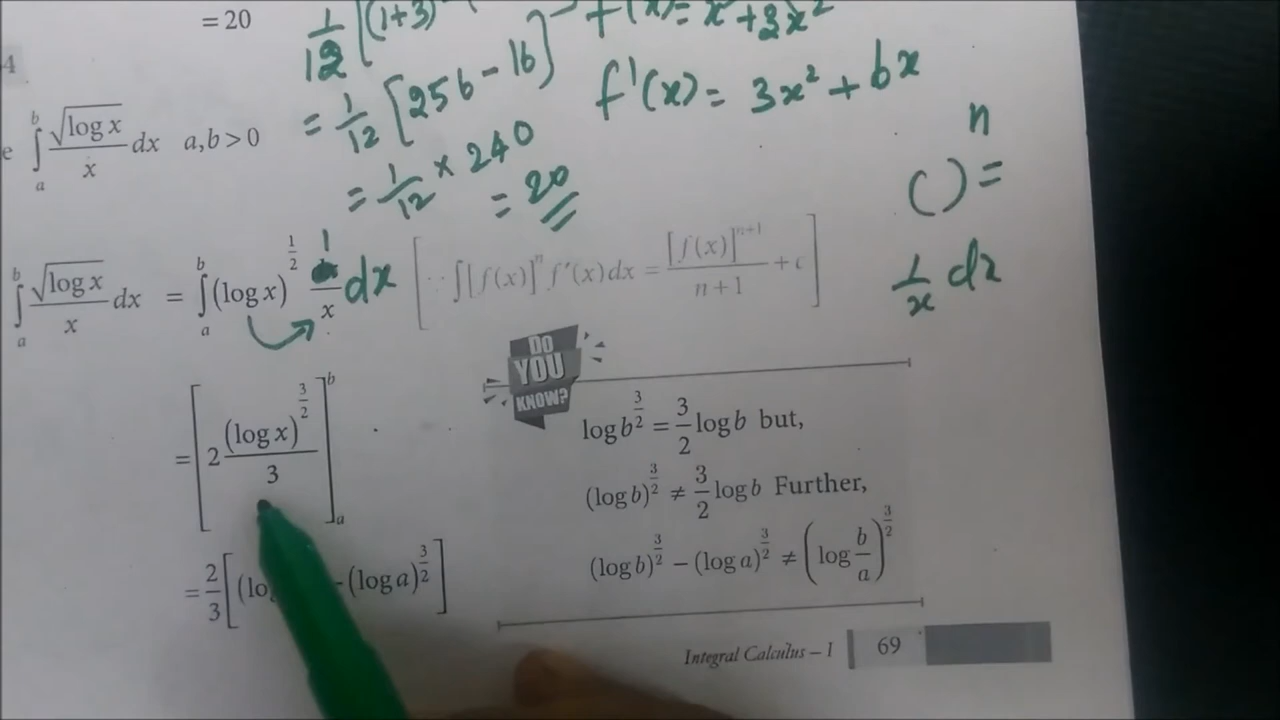 = 20
1/12 [(1+3)
f(x) = x³ + 3x²
4
= 1/12 [256 - 16]
f'(x) = 3x² + 6x
e ∫_a^b √(log x)/x dx a, b > 0
= 1/12 × 240
= 20
( )^n =
1/x dx
∫_a^b √(log x)/x dx = ∫_a^b (log x)^(1/2) 1/x dx [∵ ∫[f(x)]^n f'(x) dx = [f(x)]^(n+1)/(n+1) + c]
= [2 (log x)^(3/2)/3]_a^b
= 2/3 [(lo - (log a)^(3/2)]
DO
YOU
KNOW?
log b^(3/2) = 3/2 log b but,
(log b)^(3/2) ≠ 3/2 log b Further,
(log b)^(3/2) − (log a)^(3/2) ≠ (log b/a)^(3/2)
Integral Calculus – I 69